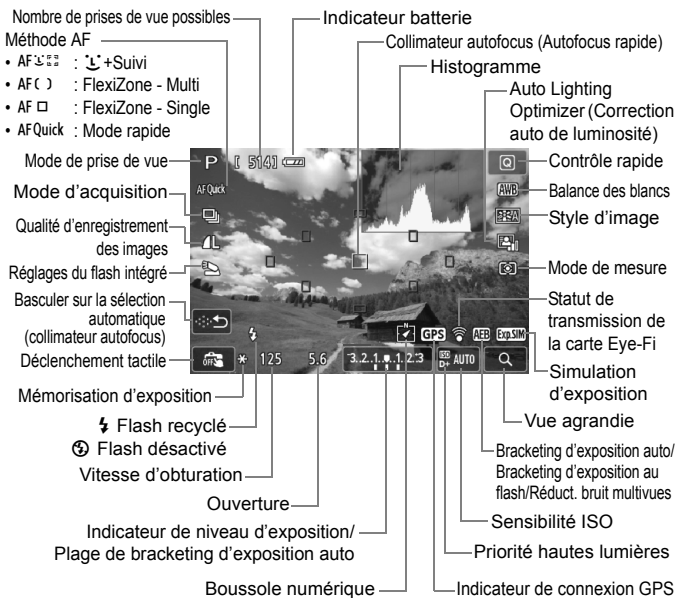 Nombre de prises de vue possibles
Indicateur batterie
Méthode AF
Collimateur autofocus (Autofocus rapide)
• AF : +Suivi
• AF( ) : FlexiZone - Multi
• AF □ : FlexiZone - Single
• AFQuick : Mode rapide
Histogramme
Auto Lighting
Optimizer (Correction
auto de luminosité)
Mode de prise de vue
P [ 514]
Q
Contrôle rapide
Mode d'acquisition
AFQuick
AWB
Balance des blancs
Qualité d'enregistrement
des images
L
A
Style d'image
Réglages du flash intégré
Mode de mesure
Basculer sur la sélection
automatique
(collimateur autofocus)
Statut de
transmission de
la carte Eye-Fi
N
GPS
AEB
Exp.SIM
Déclenchement tactile
* 125 5.6 -3..2..1..0..1..2.:3 ISO D+ AUTO
Simulation
d'exposition
Mémorisation d'exposition
Vue agrandie
Flash recyclé
Flash désactivé
Bracketing d'exposition auto/
Bracketing d'exposition au
flash/Réduct. bruit multivues
Vitesse d'obturation
Ouverture
Sensibilité ISO
Indicateur de niveau d'exposition/
Plage de bracketing d'exposition auto
Priorité hautes lumières
Boussole numérique
Indicateur de connexion GPS